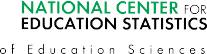 NATIONAL CENTER FOR
EDUCATION STATISTICS
of Education Sciences